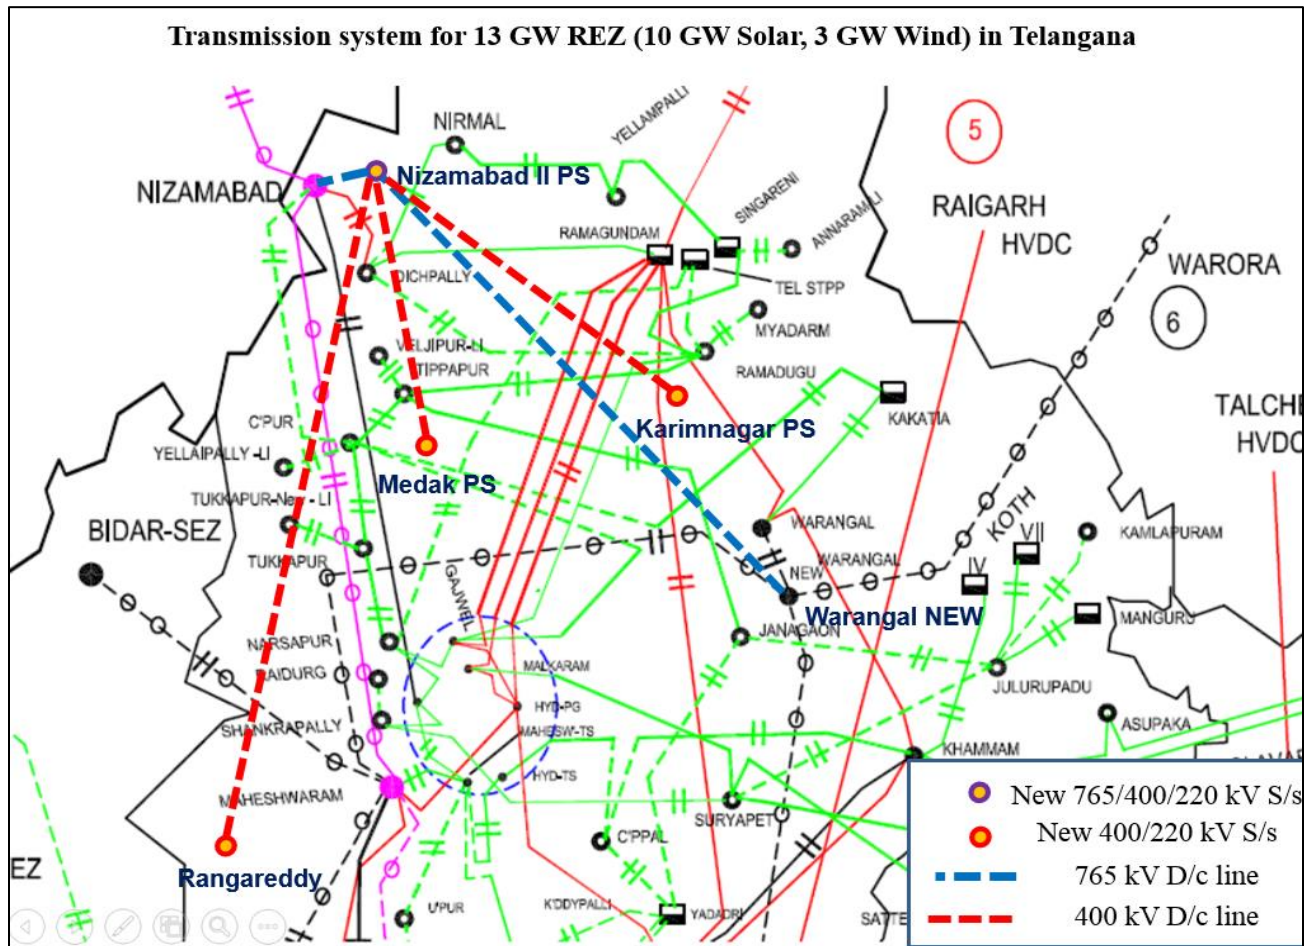 Transmission system for 13 GW REZ (10 GW Solar, 3 GW Wind) in Telangana
NIRMAL
YELLAMPALLI
5
NIZAMABAD
Nizamabad II PS
SINGARENI
ANNARAM-LI
RAMAGUNDAM
RAIGARH
HVDC
WARORA
6
DICHPALLY
TEL STPP
MYADARM
VELJIPUR-LI
TIPPAPUR
RAMADUGU
KAKATIA
TALCHE
HVDC
C'PUR
Karimnagar PS
YELLAIPALLY -LI
Medak PS
TUKKAPUR-New - LI
BIDAR-SEZ
WARANGAL
KOTH
VII
KAMLAPURAM
TUKKAPUR
GAJWEL
NEW
WARANGAL
IV
Warangal NEW
MANGURU
NARSAPUR
JANAGAON
RAIDURG
MALKARAM
JULURUPADU
SHANKRAPALLY
HYD-PG
ASUPAKA
MAHESW-TS
KHAMMAM
MAHESHWARAM
HYD-TS
SURYAPET
C'PPAL
EZ
Rangareddy
U'PUR
K'DDYPALLI
YADADRI
SATTE
New 765/400/220 kV S/s
New 400/220 kV S/s
765 kV D/c line
400 kV D/c line